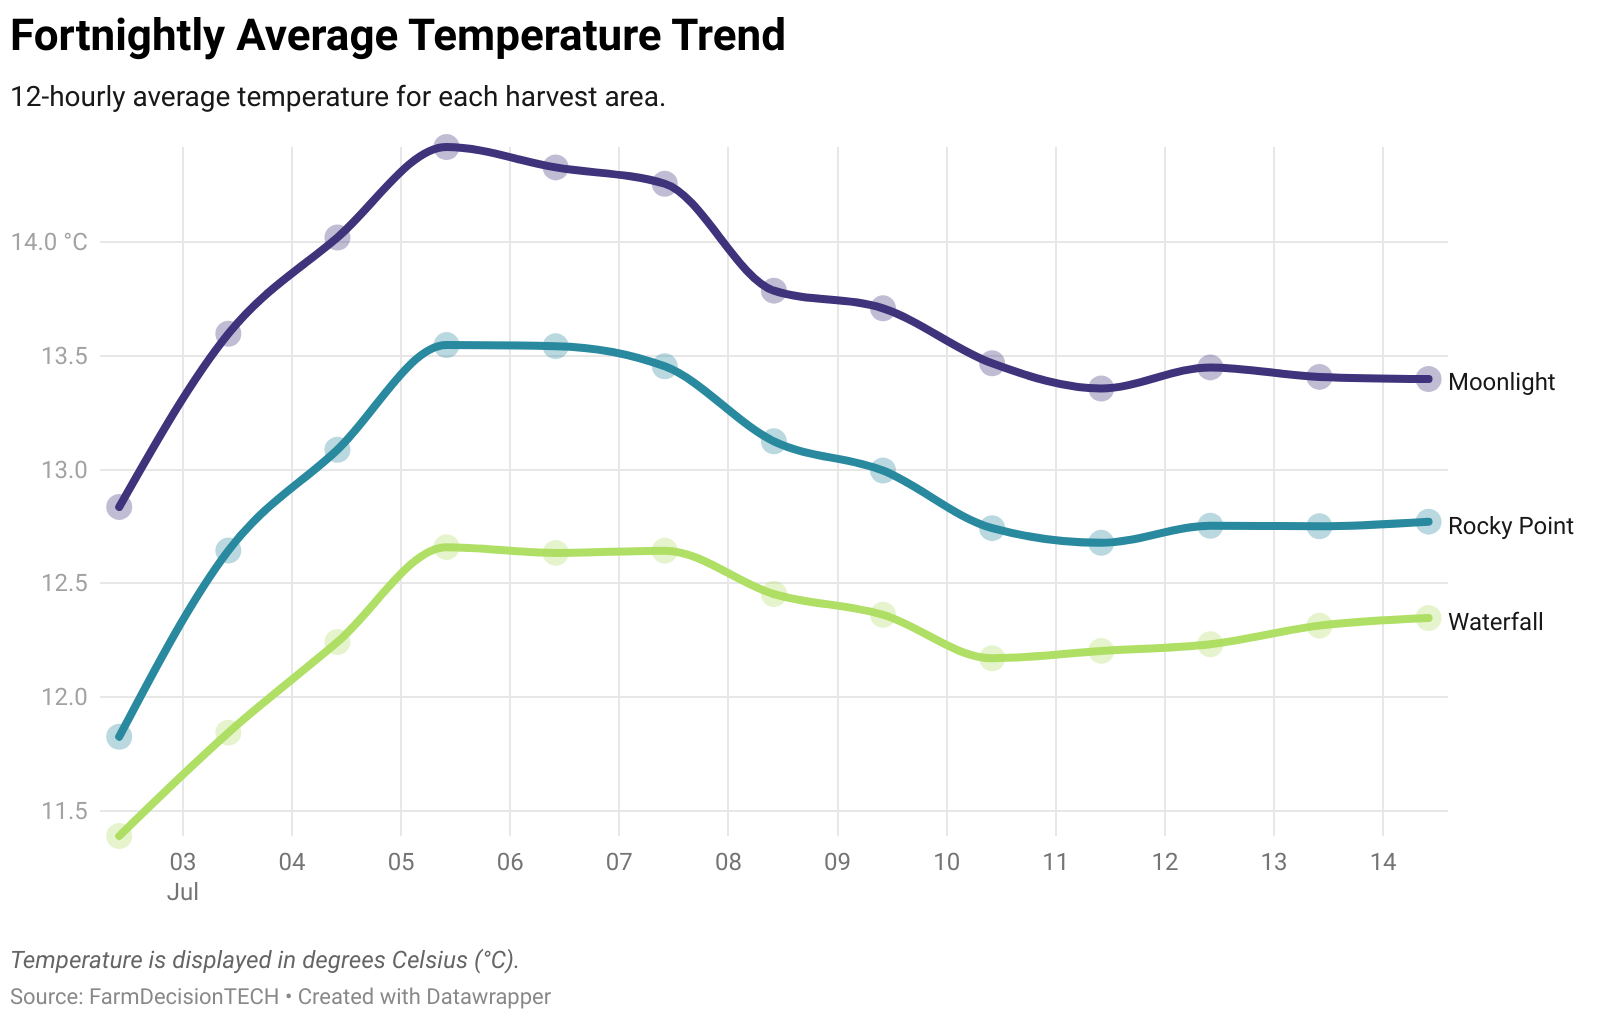 Fortnightly Average Temperature Trend
12-hourly average temperature for each harvest area.
14.0 °C
13.5
13.0
12.5
12.0
11.5
Moonlight
Rocky Point
Waterfall
03 04 05 06 07 08 09 10 11 12 13 14
Jul
Temperature is displayed in degrees Celsius (°C).
Source: FarmDecisionTECH • Created with Datawrapper